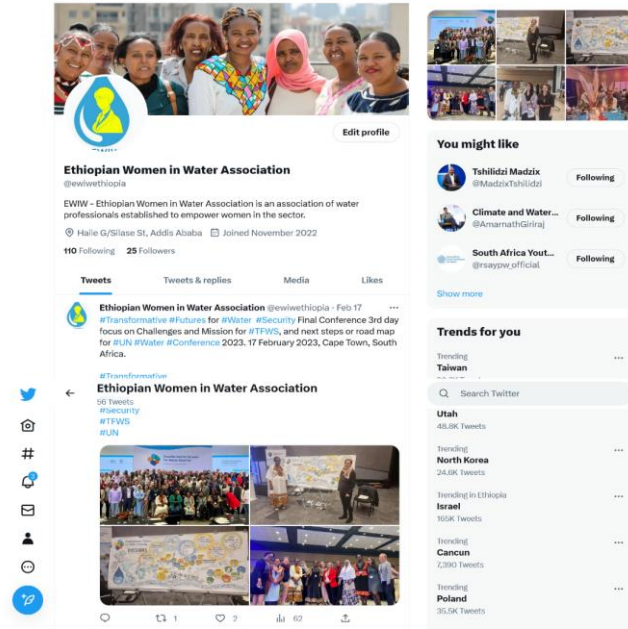 Edit profile
Ethiopian Women in Water Association
@ewiwethiopia
EWIW - Ethiopian Women in Water Association is an association of water
professionals established to empower women in the sector.
Haile G/Silase St, Addis Ababa Joined November 2022
110 Following 25 Followers
Tweets Tweets & replies Media Likes
Ethiopian Women in Water Association @ewiwethiopia · Feb 17
#Transformative #Futures for #Water #Security Final Conference 3rd day
focus on Challenges and Mission for #TFWS, and next steps or road map
for #UN #Water #Conference 2023. 17 February 2023, Cape Town, South
Africa.
#Transformative
Ethiopian Women in Water Association
56 Tweets
#Security
#TFWS
#UN
1 2 62
You might like
Tshilidzi Madzix
@MadzixTshilidzi
Following
Climate and Water...
@AmarnathGiriraj
Following
South Africa Yout...
@rsaypw_official
Following
Show more
Trends for you
Trending
Taiwan
Search Twitter
Utah
48.8K Tweets
Trending
North Korea
24.6K Tweets
Trending in Ethiopia
Israel
165K Tweets
Trending
Cancun
7,390 Tweets
Trending
Poland
35.5K Tweets